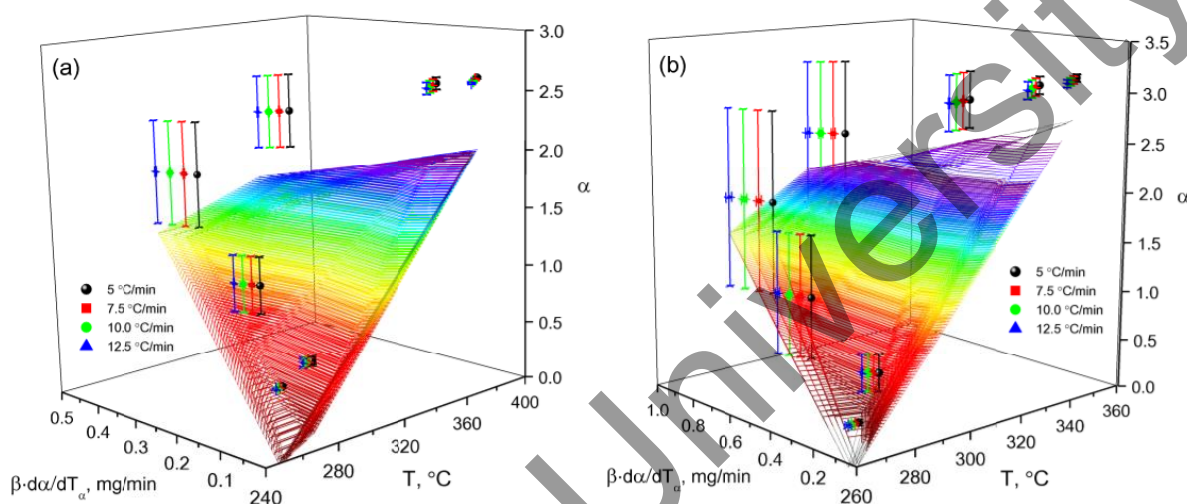 (a)
3.0
2.5
2.0
α
1.5
1.0
0.5
0.0
5 °C/min
7.5 °C/min
10.0 °C/min
12.5 °C/min
0.5
0.4
0.3
0.2
0.1
240
280
320
360
400
β·dα/dTα, mg/min
T, °C
(b)
3.5
3.0
2.5
2.0
α
1.5
1.0
0.5
0.0
5 °C/min
7.5 °C/min
10.0 °C/min
12.5 °C/min
1.0
0.8
0.6
0.4
0.2
260
280
300
320
340
360
β·dα/dTα, mg/min
T, °C
University